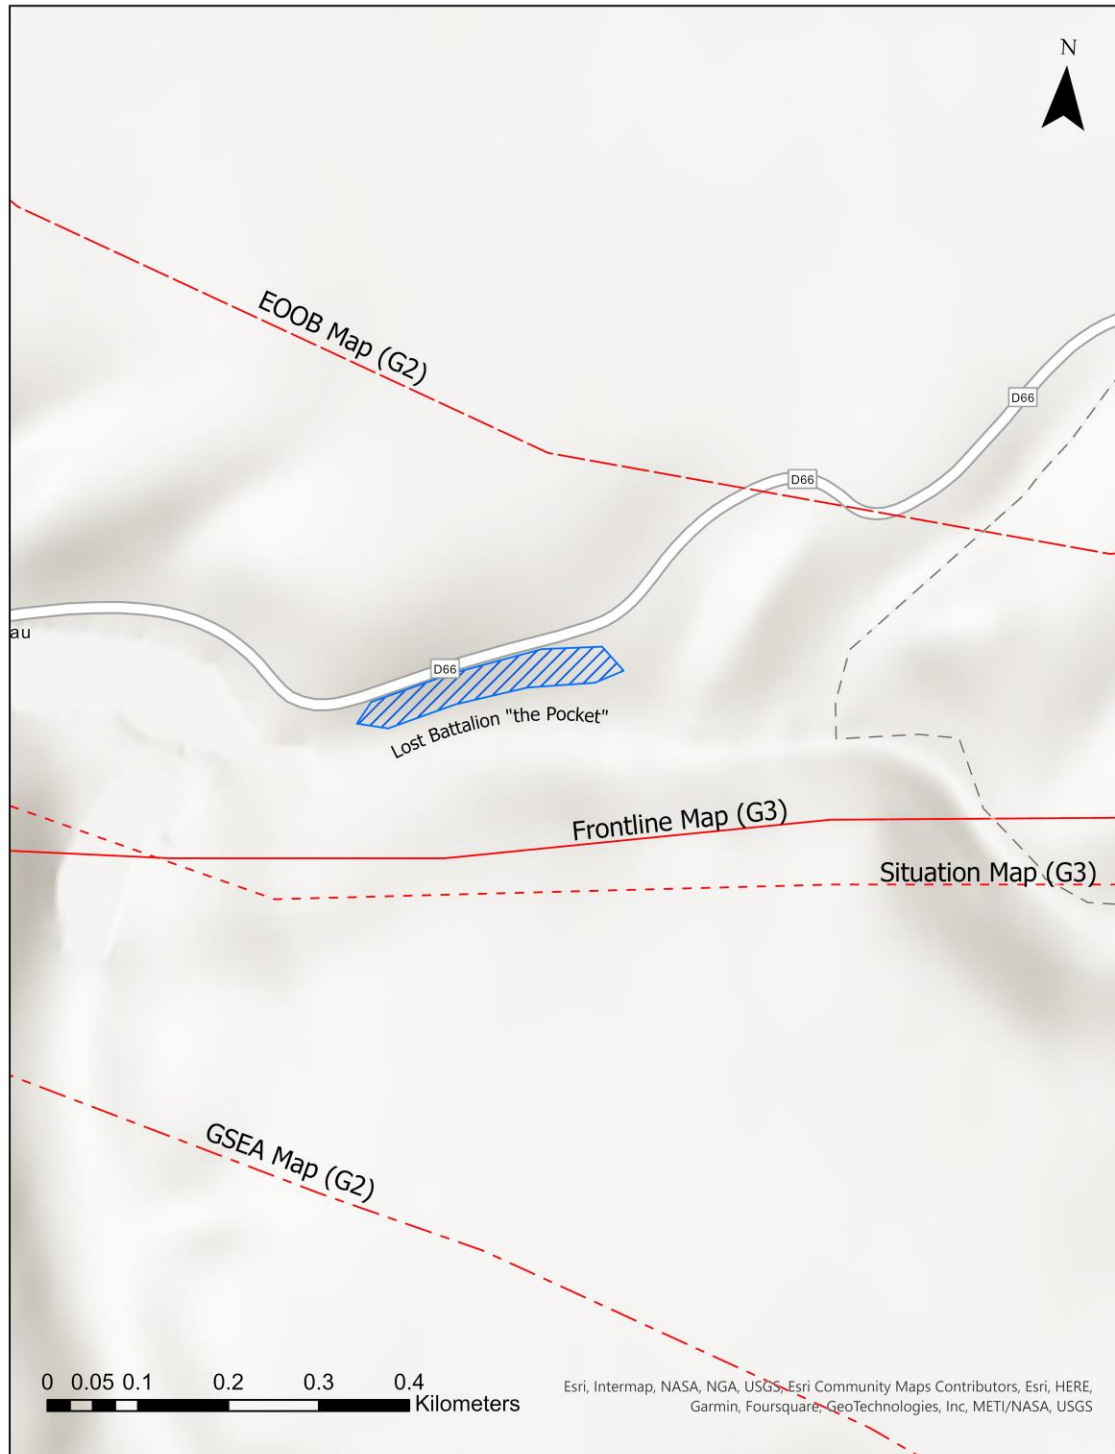 N
EOOB Map (G2)
D66
D66
au
D66
Lost Battalion "the Pocket"
Frontline Map (G3)
Situation Map (G3)
GSEA Map (G2)
0 0.05 0.1 0.2 0.3 0.4
Kilometers
Esri, Intermap, NASA, NGA, USGS, Esri Community Maps Contributors, Esri, HERE,
Garmin, Foursquare, GeoTechnologies, Inc, METI/NASA, USGS